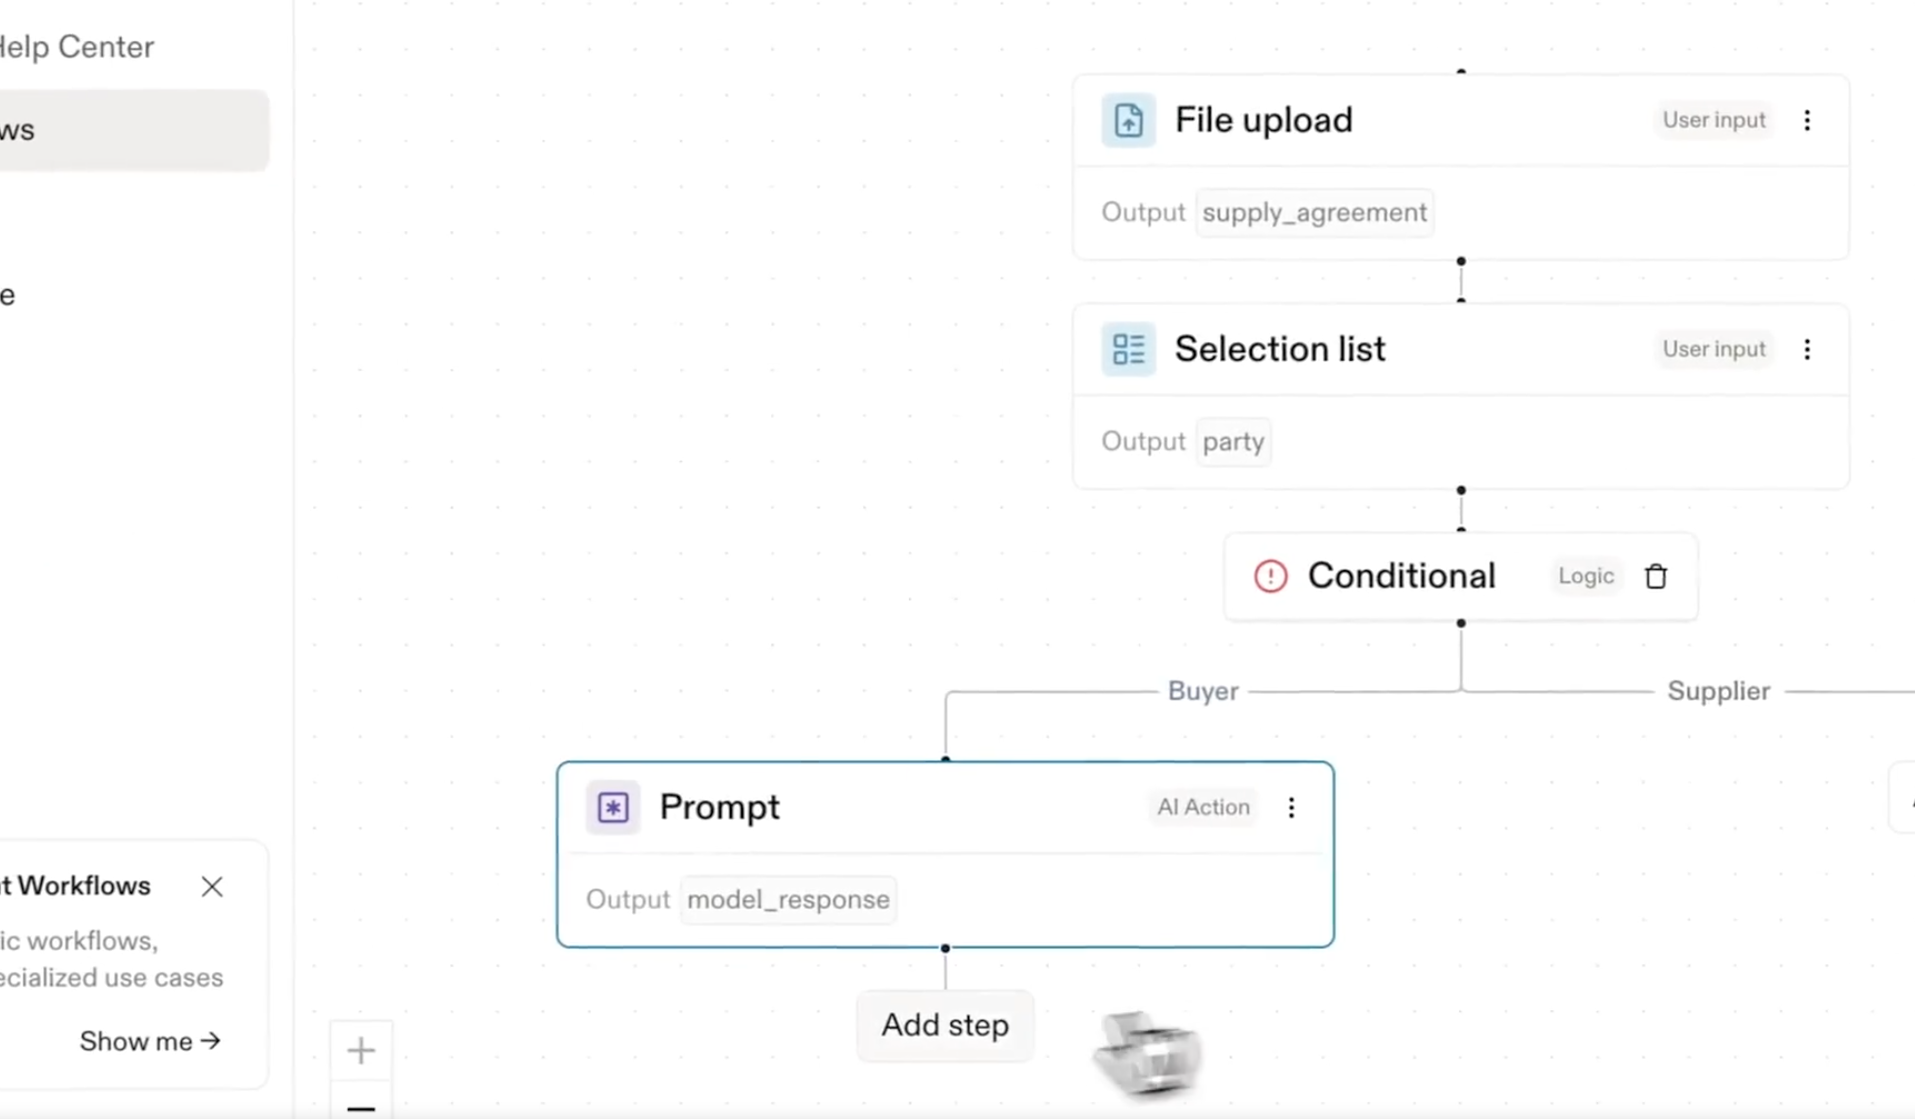 Help Center
ws
e
t Workflows
ic workflows,
ecialized use cases
Show me →
File upload
User input
Output supply_agreement
Selection list
User input
Output party
Conditional
Logic
Buyer
Supplier
Prompt
AI Action
Output model_response
Add step